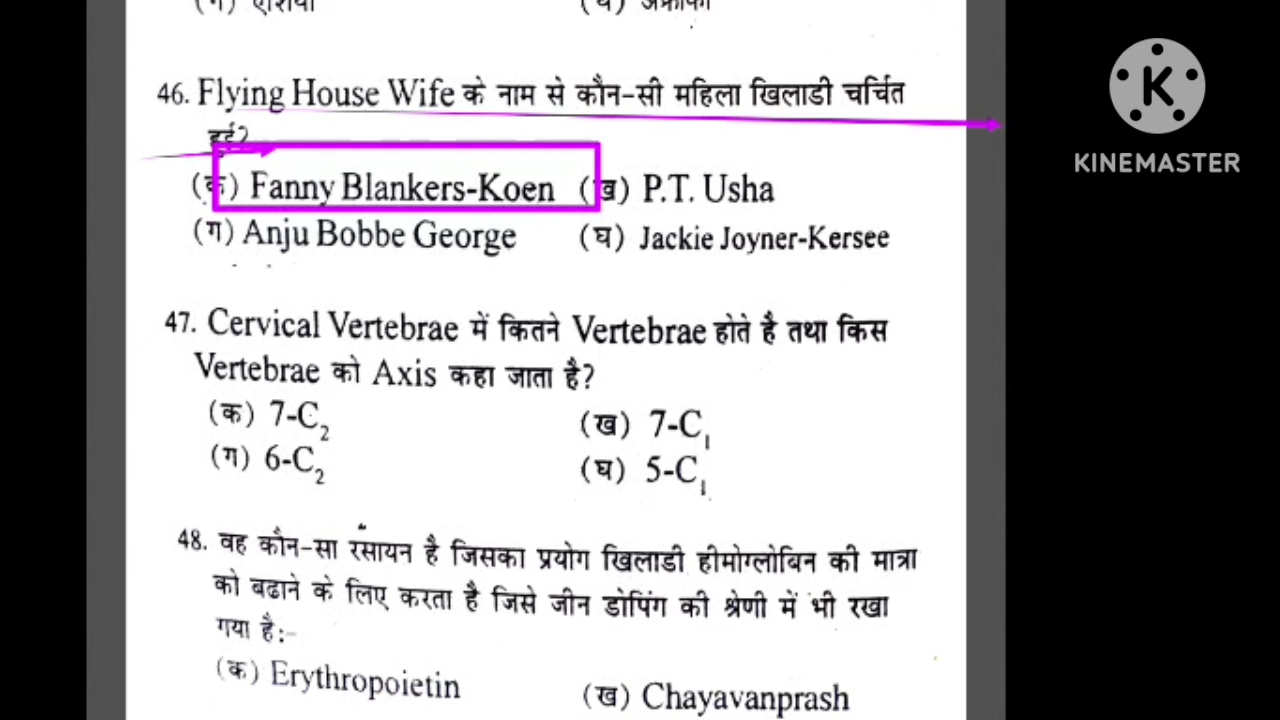 (ग) एशिया (घ) अफ्रीका
46. Flying House Wife के नाम से कौन-सी महिला खिलाडी चर्चित
हुई?
(क) Fanny Blankers-Koen (ख) P.T. Usha
(ग) Anju Bobbe George (घ) Jackie Joyner-Kersee
47. Cervical Vertebrae में कितने Vertebrae होते है तथा किस
Vertebrae को Axis कहा जाता है?
(क) 7-C₂ (ख) 7-C₁
(ग) 6-C₂ (घ) 5-C₁
48. वह कौन-सा रसायन है जिसका प्रयोग खिलाडी हीमोग्लोबिन की मात्रा
को बढाने के लिए करता है जिसे जीन डोपिंग की श्रेणी में भी रखा
गया है:-
(क) Erythropoietin (ख) Chayavanprash
K
KINEMASTER